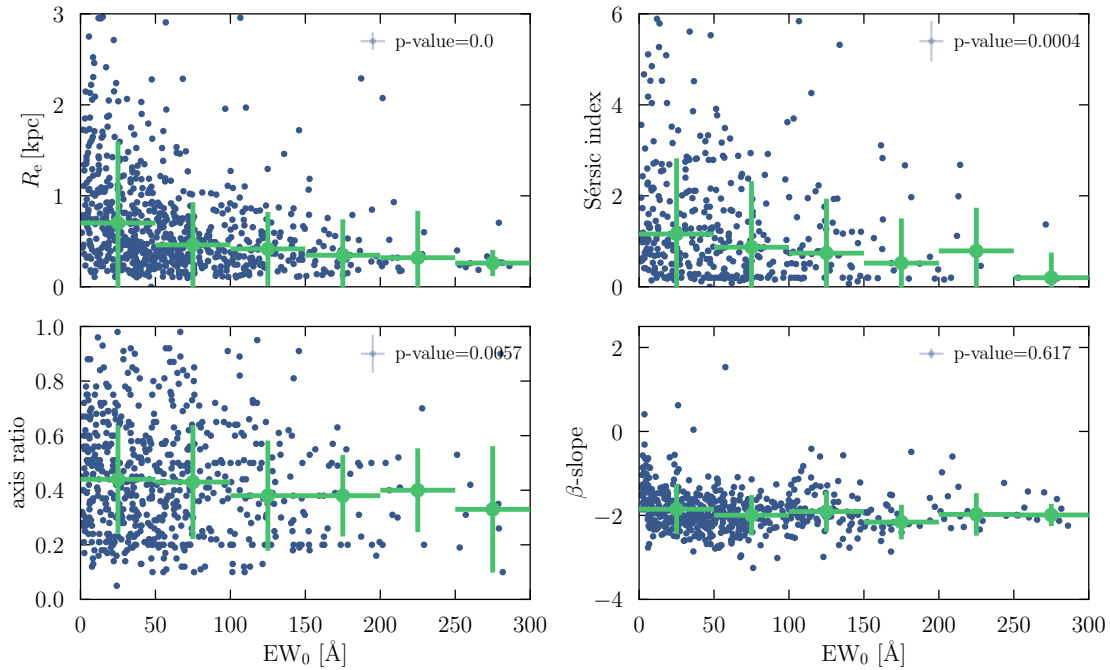 3
2
1
0
R_e [kpc]
p-value=0.0
6
4
2
0
Sérsic index
p-value=0.0004
1.0
0.8
0.6
0.4
0.2
0.0
axis ratio
p-value=0.0057
0 50 100 150 200 250 300
EW_0 [Å]
2
0
−2
−4
β-slope
p-value=0.617
0 50 100 150 200 250 300
EW_0 [Å]